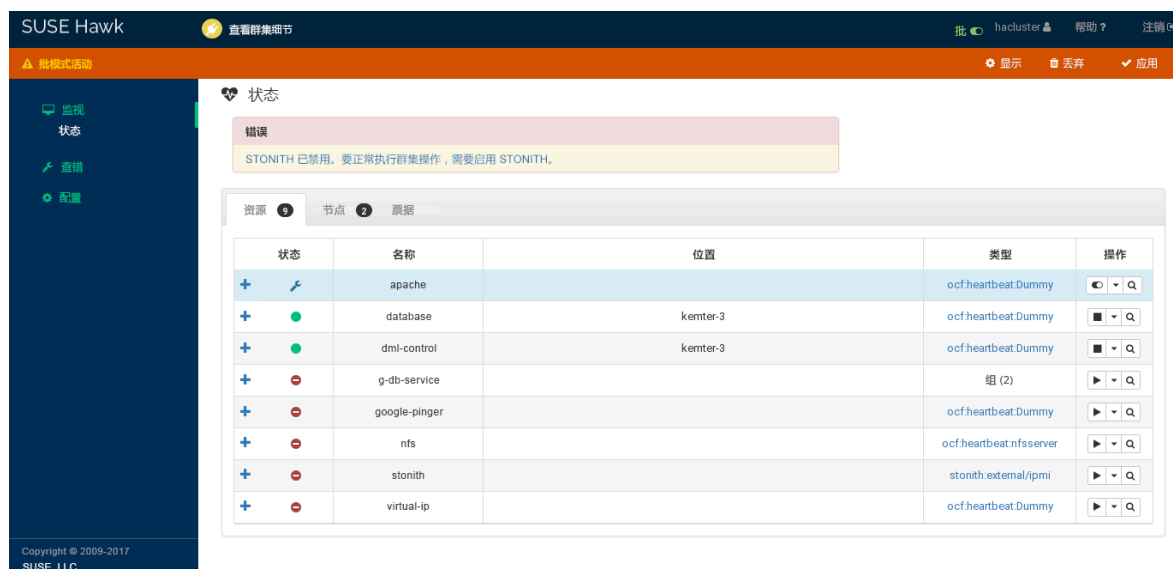 SUSE Hawk 查看群集细节 批 hacluster 帮助 ? 注销
批模式活动 显示 丢弃 应用
监视
状态
查错
配置
状态
错误
STONITH 已禁用。要正常执行群集操作，需要启用 STONITH。
资源 9 节点 2 票据
状态 名称 位置 类型 操作
apache ocf:heartbeat:Dummy
database kemter-3 ocf:heartbeat:Dummy
dml-control kemter-3 ocf:heartbeat:Dummy
g-db-service 组 (2)
google-pinger ocf:heartbeat:Dummy
nfs ocf:heartbeat:nfsserver
stonith stonith:external/ipmi
virtual-ip ocf:heartbeat:Dummy
Copyright © 2009-2017
SUSE, LLC